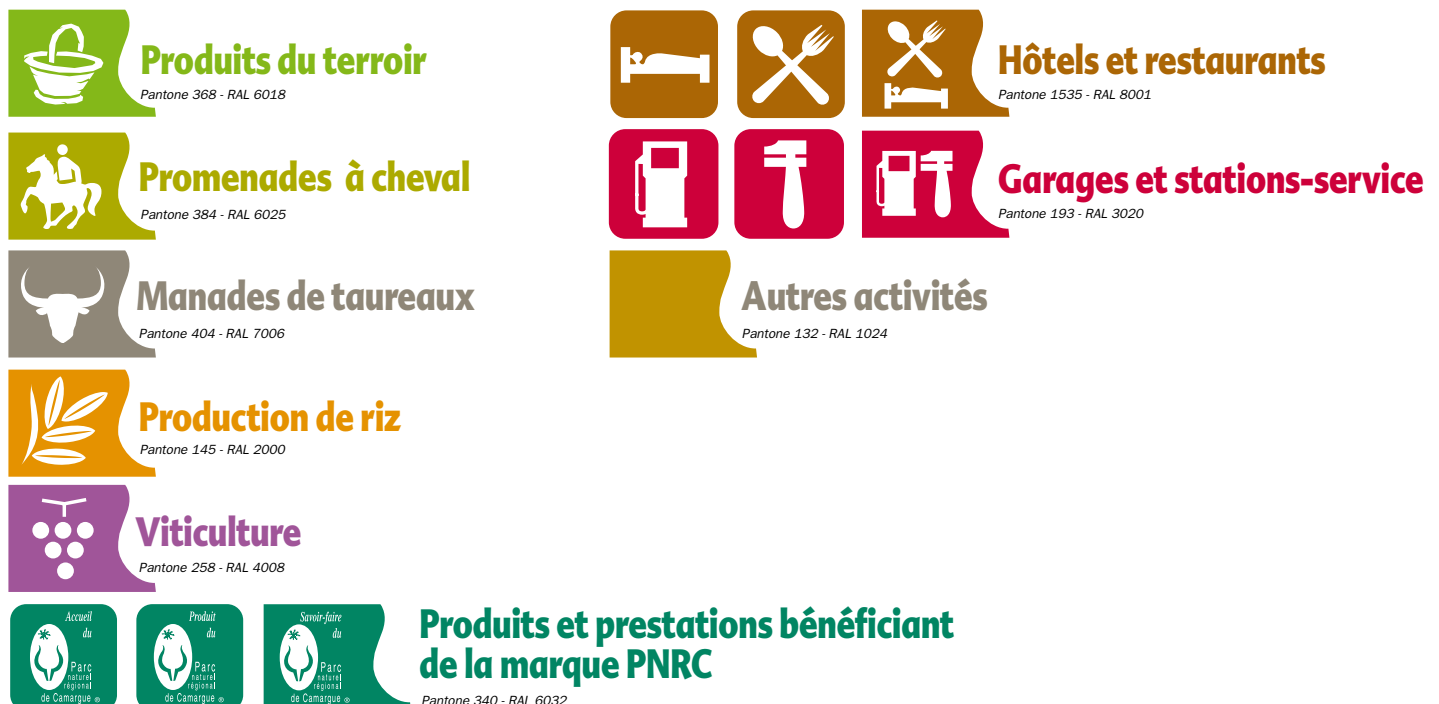 Produits du terroir
Pantone 368 - RAL 6018
Promenades à cheval
Pantone 384 - RAL 6025
Manades de taureaux
Pantone 404 - RAL 7006
Production de riz
Pantone 145 - RAL 2000
Viticulture
Pantone 258 - RAL 4008
Hôtels et restaurants
Pantone 1535 - RAL 8001
Garages et stations-service
Pantone 193 - RAL 3020
Autres activités
Pantone 132 - RAL 1024
Accueil
du
Parc
naturel
régional
de Camargue ®
Produit
du
Parc
naturel
régional
de Camargue ®
Savoir-faire
du
Parc
naturel
régional
de Camargue ®
Produits et prestations bénéficiant
de la marque PNRC
Pantone 340 - RAL 6032